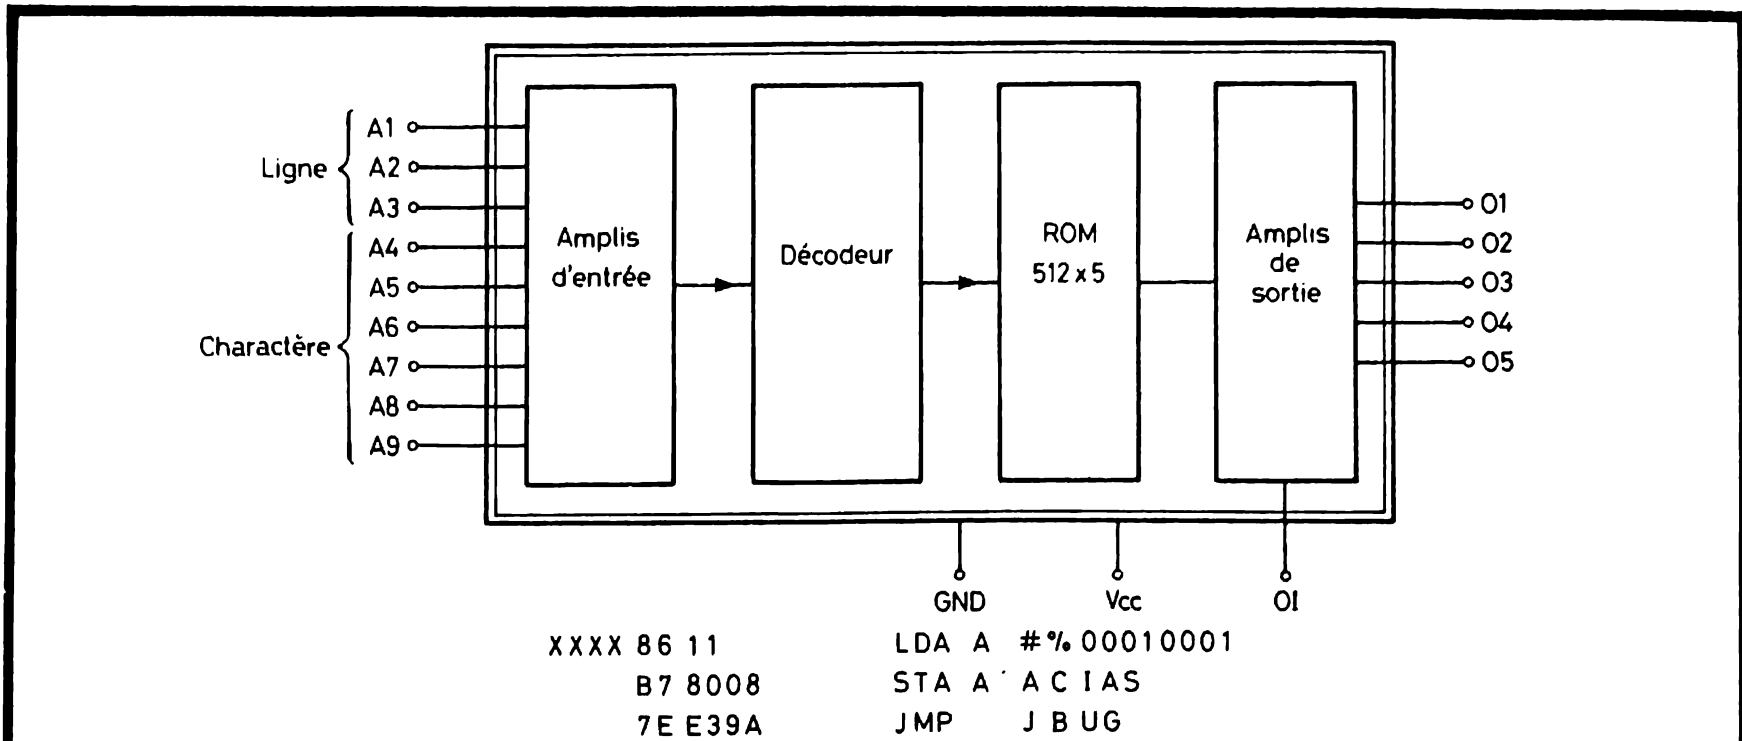 A1
A2
Ligne
A3
A4
A5
A6
Charactère
A7
A8
A9
Amplis
d'entrée
Décodeur
ROM
512 x 5
Amplis
de
sortie
O1
O2
O3
O4
O5
GND
Vcc
OI
XXXX 86 11 LDA A #%00010001
B7 8008 STA A ACIAS
7E E39A JMP JBUG